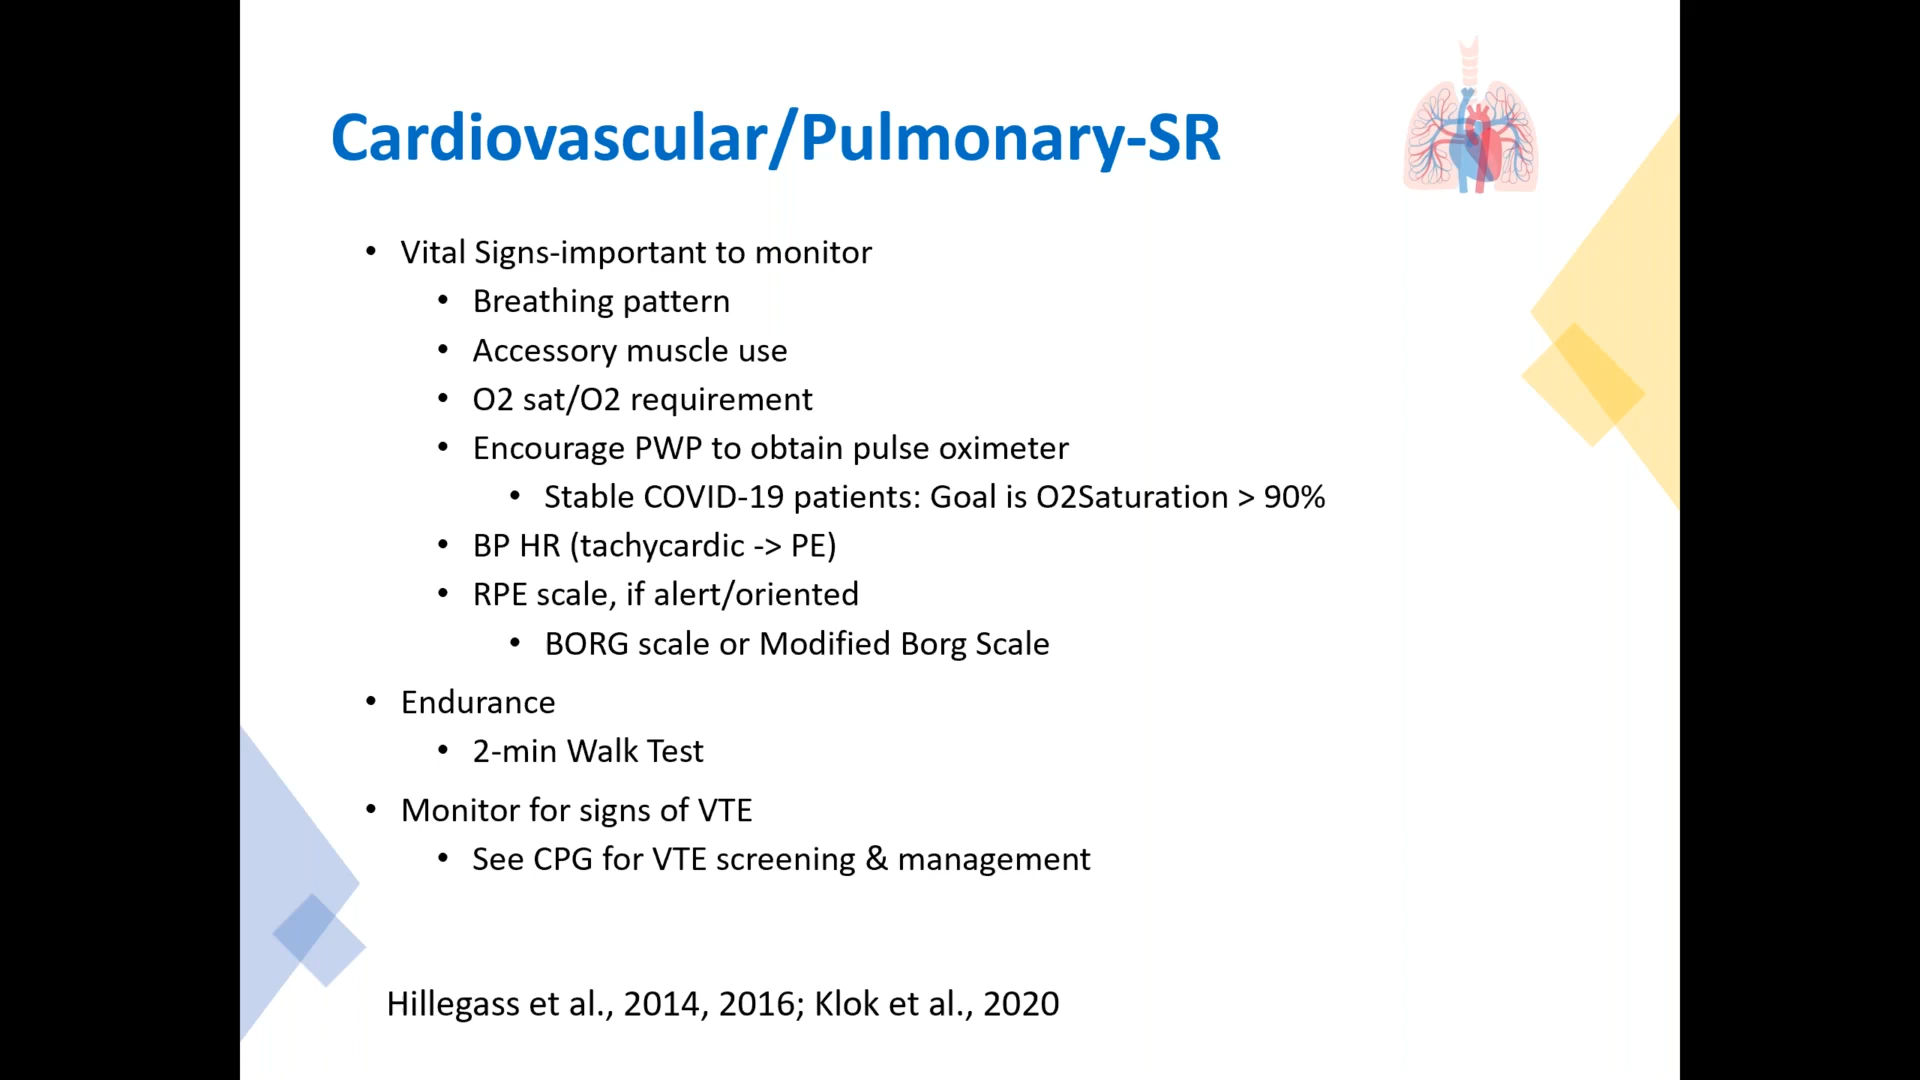 Cardiovascular/Pulmonary-SR
• Vital Signs-important to monitor
• Breathing pattern
• Accessory muscle use
• O2 sat/O2 requirement
• Encourage PWP to obtain pulse oximeter
• Stable COVID-19 patients: Goal is O2Saturation > 90%
• BP HR (tachycardic -> PE)
• RPE scale, if alert/oriented
• BORG scale or Modified Borg Scale
• Endurance
• 2-min Walk Test
• Monitor for signs of VTE
• See CPG for VTE screening & management
Hillegass et al., 2014, 2016; Klok et al., 2020